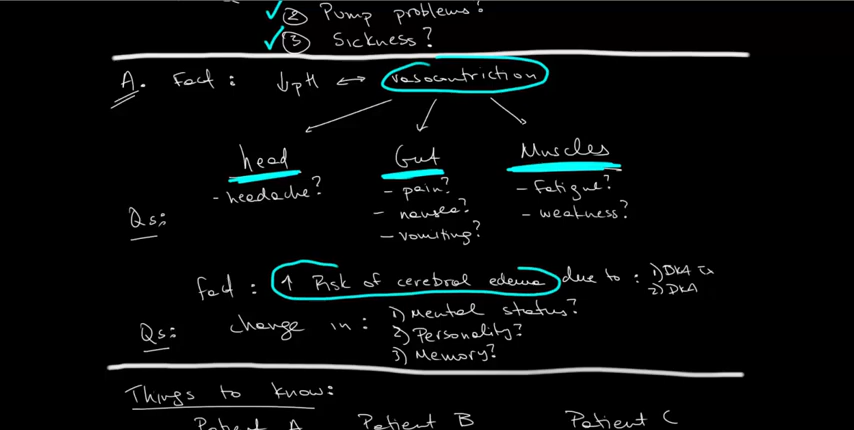 ✓ ② Pump problems?
✓ ③ Sickness?
A. Fact: ↓pH ↔ vasocontriction
head Gut Muscles
- headache? - pain? - Fatigue?
Qs: - nausea? - weakness?
- vomiting?
Fact: ↑ Risk of cerebral edema due to: 1) DKA Tx
2) DKA
Qs: change in: 1) Mental status?
2) Personality?
3) Memory?
Things to know:
Patient A Patient B Patient C